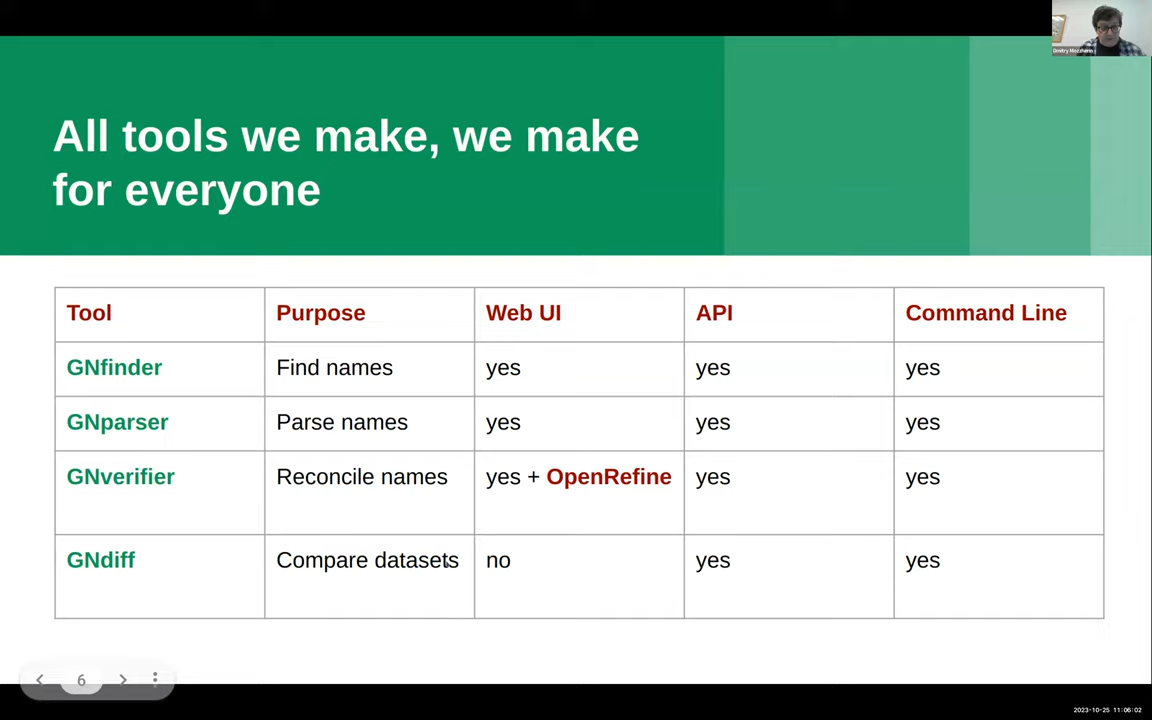 Dmitry Mozzherin
All tools we make, we make
for everyone
Tool Purpose Web UI API Command Line
GNfinder Find names yes yes yes
GNparser Parse names yes yes yes
GNverifier Reconcile names yes + OpenRefine yes yes
GNdiff Compare datasets no yes yes
6
2023-10-25 11:06:02